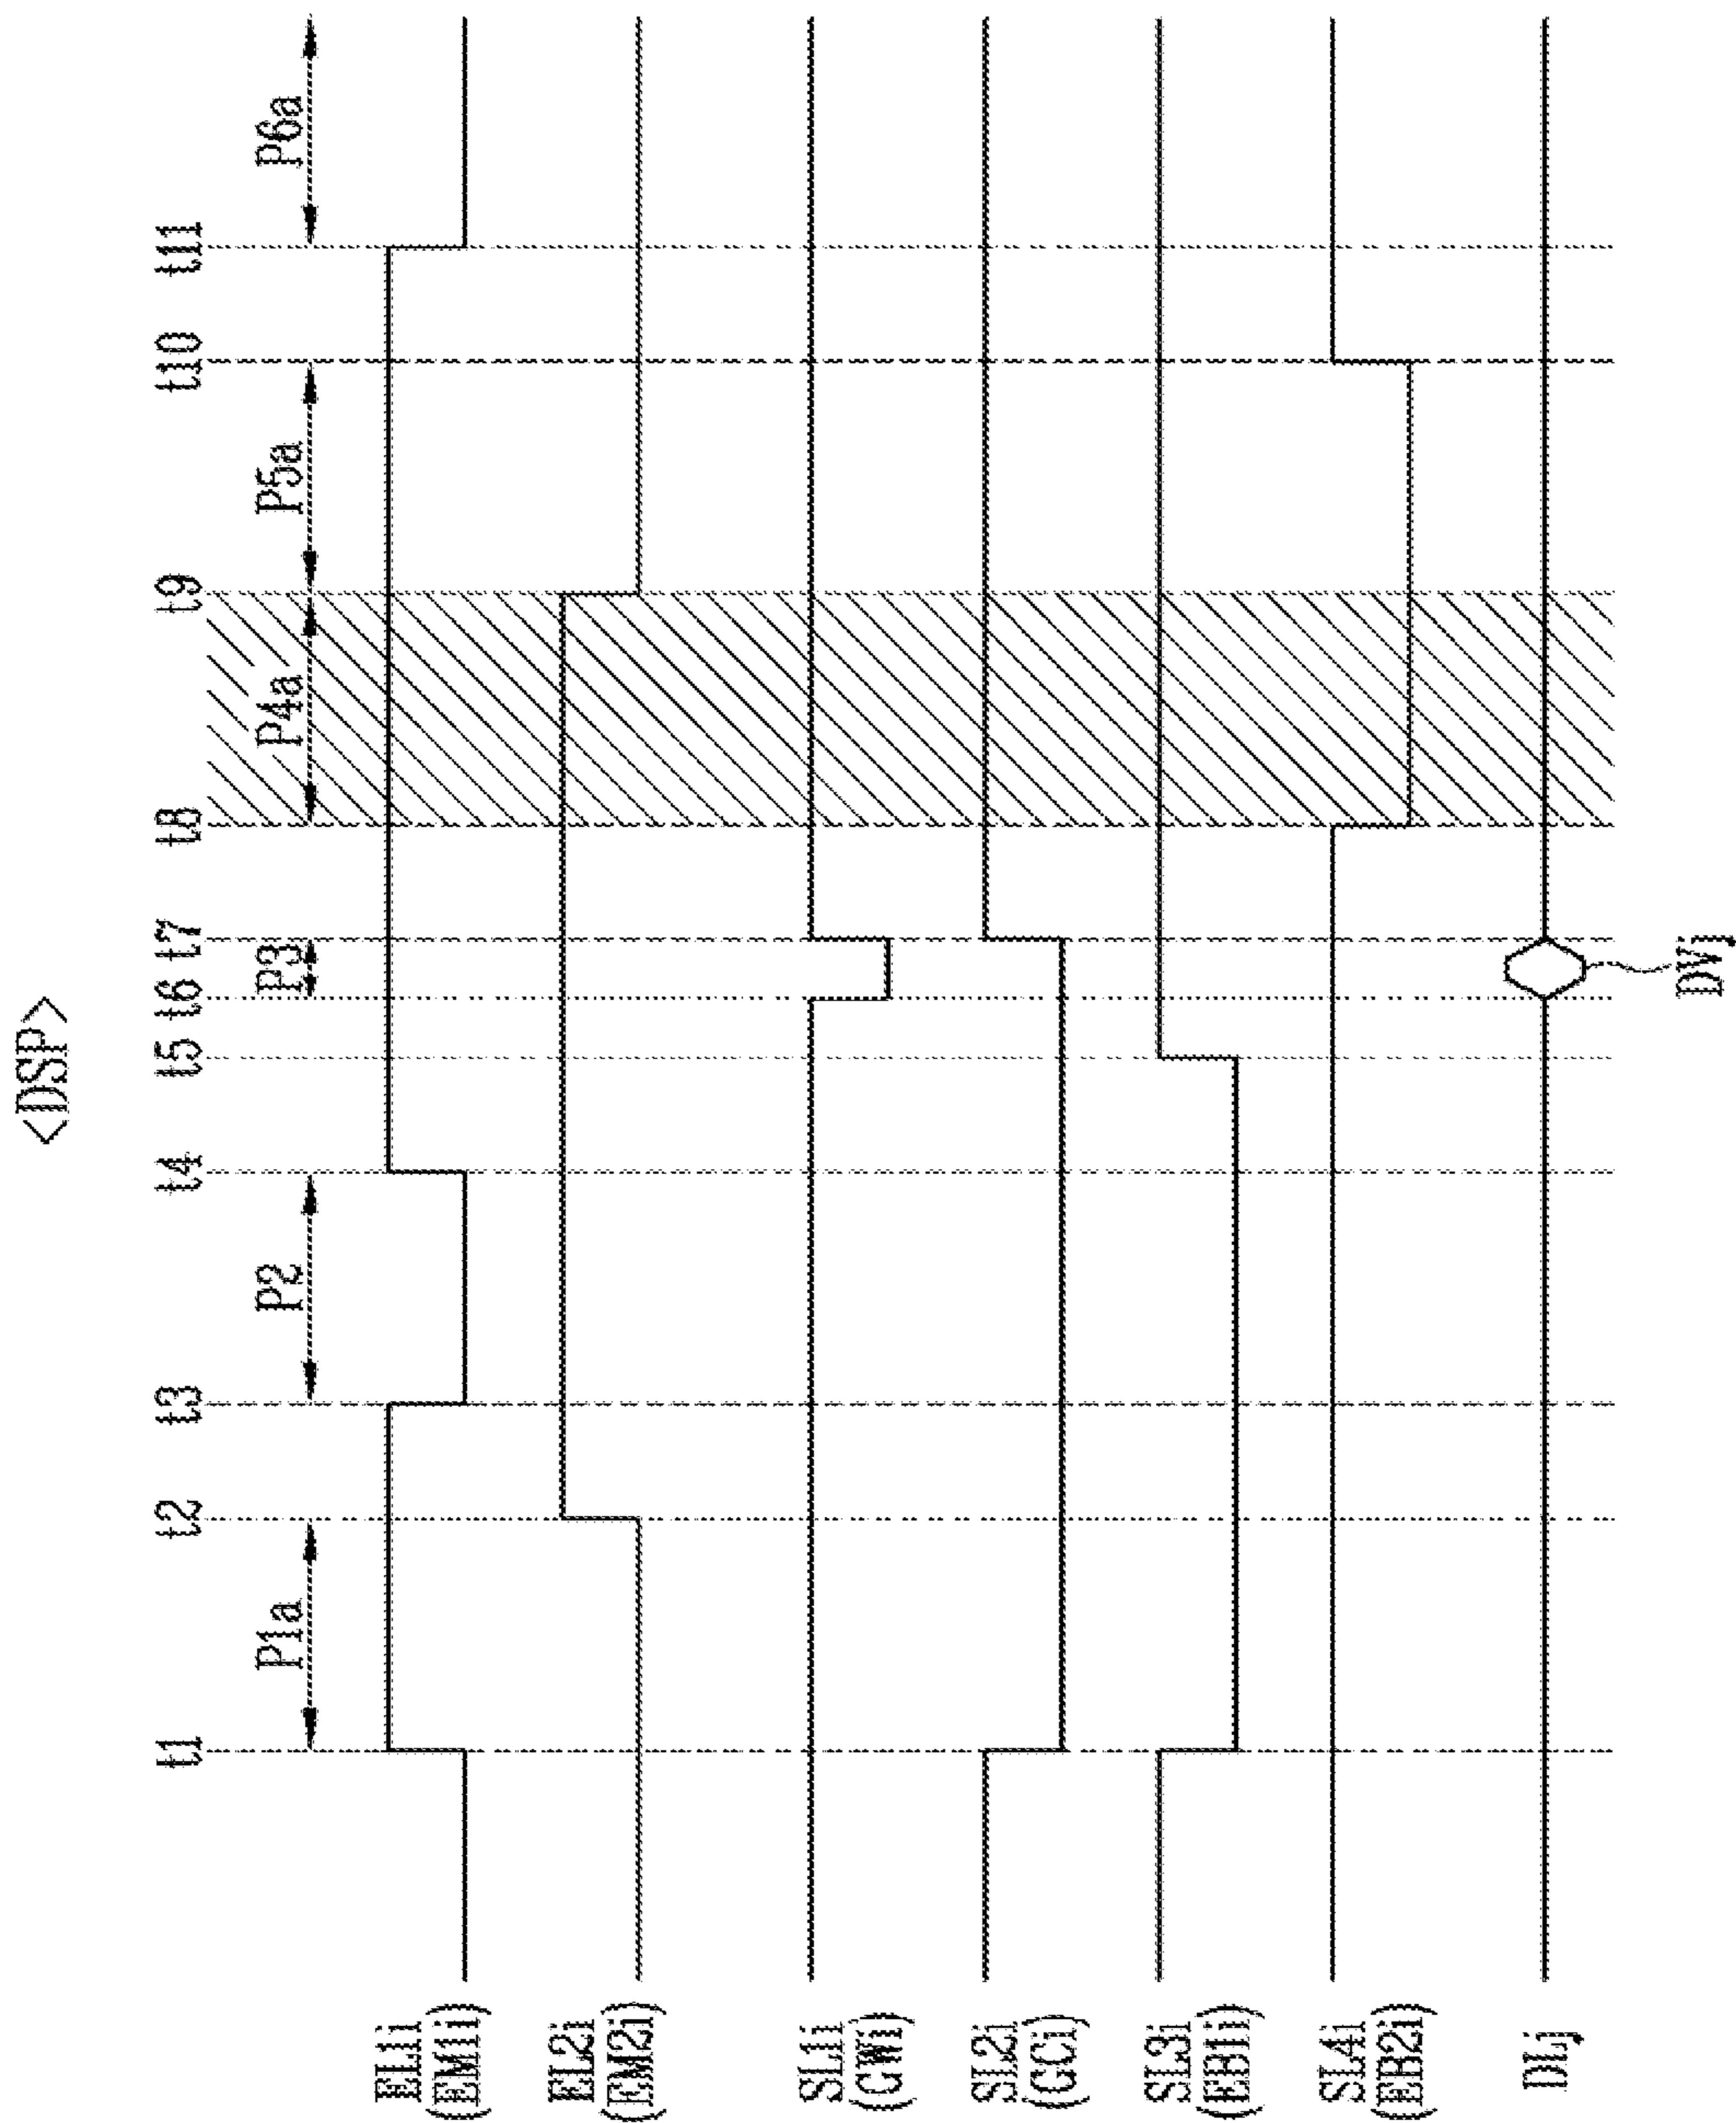 <DSP>
t1 t2 t3 t4 t5 t6 t7 t8 t9 t10 t11
P1a P2 P3 P4a P5a P6a
EL1i
(EM1i)
EL2i
(EM2i)
SL1i
(GWi)
SL2i
(GCi)
SL3i
(EB1i)
SL4i
(EB2i)
DLj
DVj